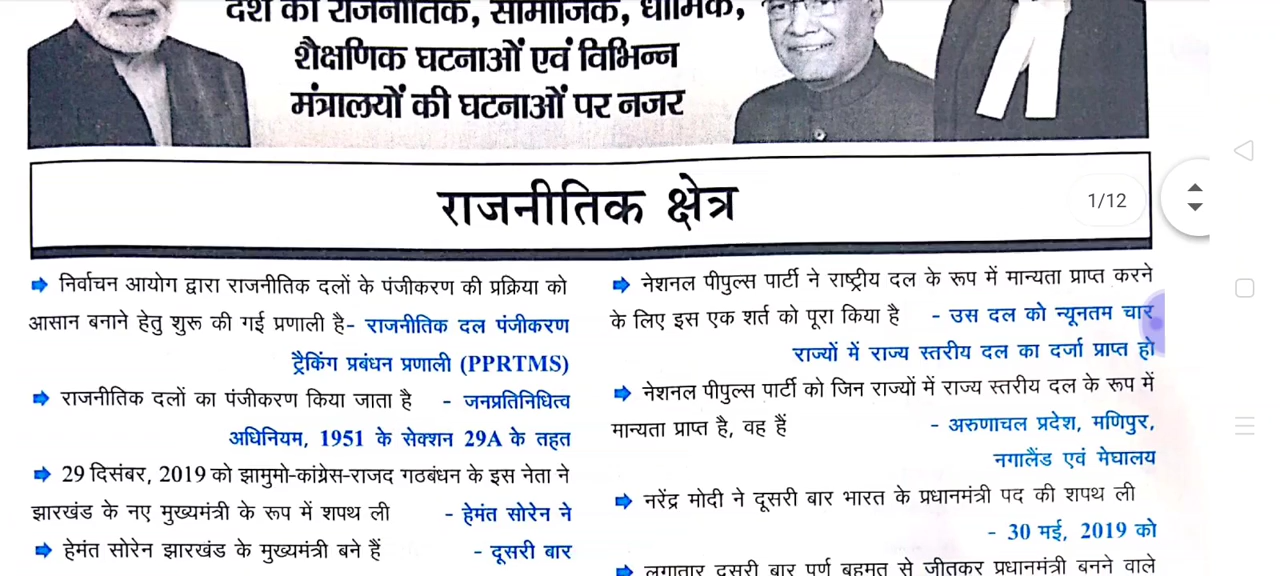 देश की राजनीतिक, सामाजिक, धार्मिक,
शैक्षणिक घटनाओं एवं विभिन्न
मंत्रालयों की घटनाओं पर नजर
राजनीतिक क्षेत्र
1/12
➡ निर्वाचन आयोग द्वारा राजनीतिक दलों के पंजीकरण की प्रक्रिया को
आसान बनाने हेतु शुरू की गई प्रणाली है- राजनीतिक दल पंजीकरण
ट्रैकिंग प्रबंधन प्रणाली (PPRTMS)
➡ राजनीतिक दलों का पंजीकरण किया जाता है - जनप्रतिनिधित्व
अधिनियम, 1951 के सेक्शन 29A के तहत
➡ 29 दिसंबर, 2019 को झामुमो-कांग्रेस-राजद गठबंधन के इस नेता ने
झारखंड के नए मुख्यमंत्री के रूप में शपथ ली - हेमंत सोरेन ने
➡ हेमंत सोरेन झारखंड के मुख्यमंत्री बने हैं - दूसरी बार
➡ नेशनल पीपुल्स पार्टी ने राष्ट्रीय दल के रूप में मान्यता प्राप्त करने
के लिए इस एक शर्त को पूरा किया है - उस दल को न्यूनतम चार
राज्यों में राज्य स्तरीय दल का दर्जा प्राप्त हो
➡ नेशनल पीपुल्स पार्टी को जिन राज्यों में राज्य स्तरीय दल के रूप में
मान्यता प्राप्त है, वह हैं - अरुणाचल प्रदेश, मणिपुर,
नगालैंड एवं मेघालय
➡ नरेंद्र मोदी ने दूसरी बार भारत के प्रधानमंत्री पद की शपथ ली
- 30 मई, 2019 को
➡ लगातार दूसरी बार पूर्ण बहुमत से जीतकर प्रधानमंत्री बनने वाले